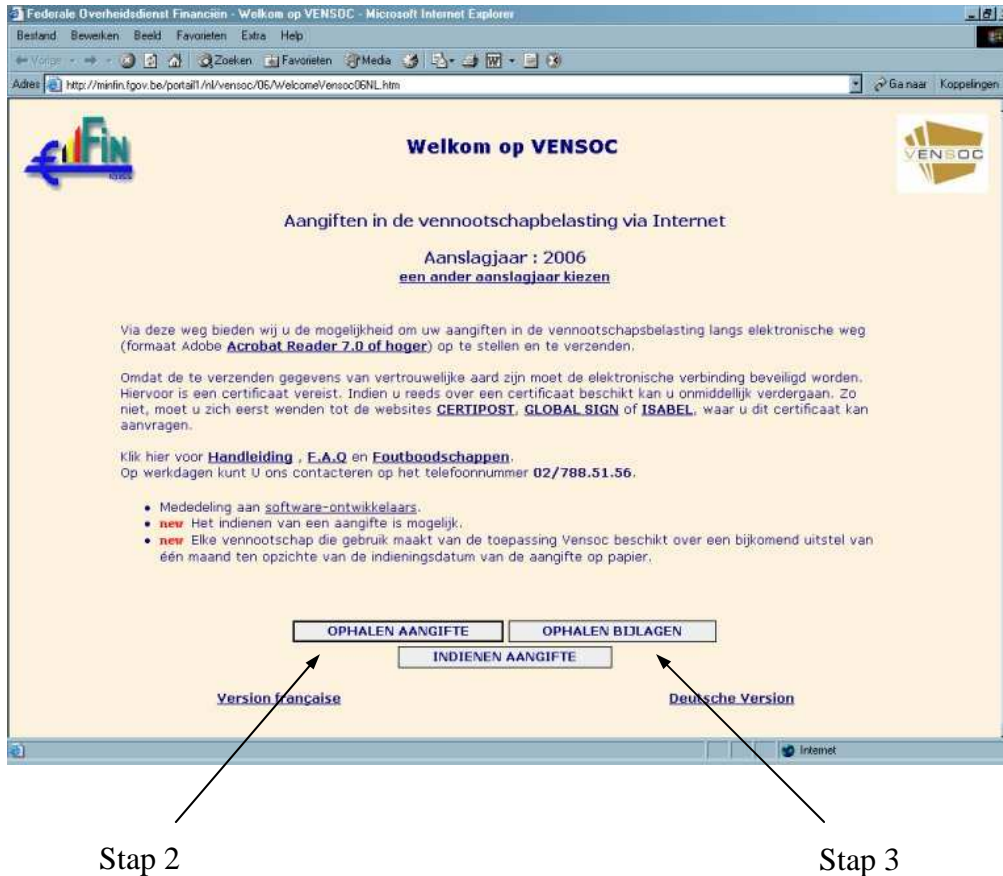 Federale Overheidsdienst Financiën - Welkom op VENSOC - Microsoft Internet Explorer
Bestand Bewerken Beeld Favorieten Extra Help
Vorige Zoeken Favorieten Media
Adres http://minfin.fgov.be/portail1/nl/vensoc/06/WelcomeVensoc06NL.htm Ga naar Koppelingen
Fin
Welkom op VENSOC
VENSOC
Aangiften in de vennootschapbelasting via Internet
Aanslagjaar : 2006
een ander aanslagjaar kiezen
Via deze weg bieden wij u de mogelijkheid om uw aangiften in de vennootschapsbelasting langs elektronische weg
(formaat Adobe Acrobat Reader 7.0 of hoger) op te stellen en te verzenden.
Omdat de te verzenden gegevens van vertrouwelijke aard zijn moet de elektronische verbinding beveiligd worden.
Hiervoor is een certificaat vereist. Indien u reeds over een certificaat beschikt kan u onmiddellijk verdergaan. Zo
niet, moet u zich eerst wenden tot de websites CERTIPOST, GLOBAL SIGN of ISABEL, waar u dit certificaat kan
aanvragen.
Klik hier voor Handleiding , F.A.Q en Foutboodschappen.
Op werkdagen kunt U ons contacteren op het telefoonnummer 02/788.51.56.
• Mededeling aan software-ontwikkelaars.
• new Het indienen van een aangifte is mogelijk.
• new Elke vennootschap die gebruik maakt van de toepassing Vensoc beschikt over een bijkomend uitstel van
één maand ten opzichte van de indieningsdatum van de aangifte op papier.
OPHALEN AANGIFTE OPHALEN BIJLAGEN
INDIENEN AANGIFTE
Version française Deutsche Version
Internet
Stap 2 Stap 3